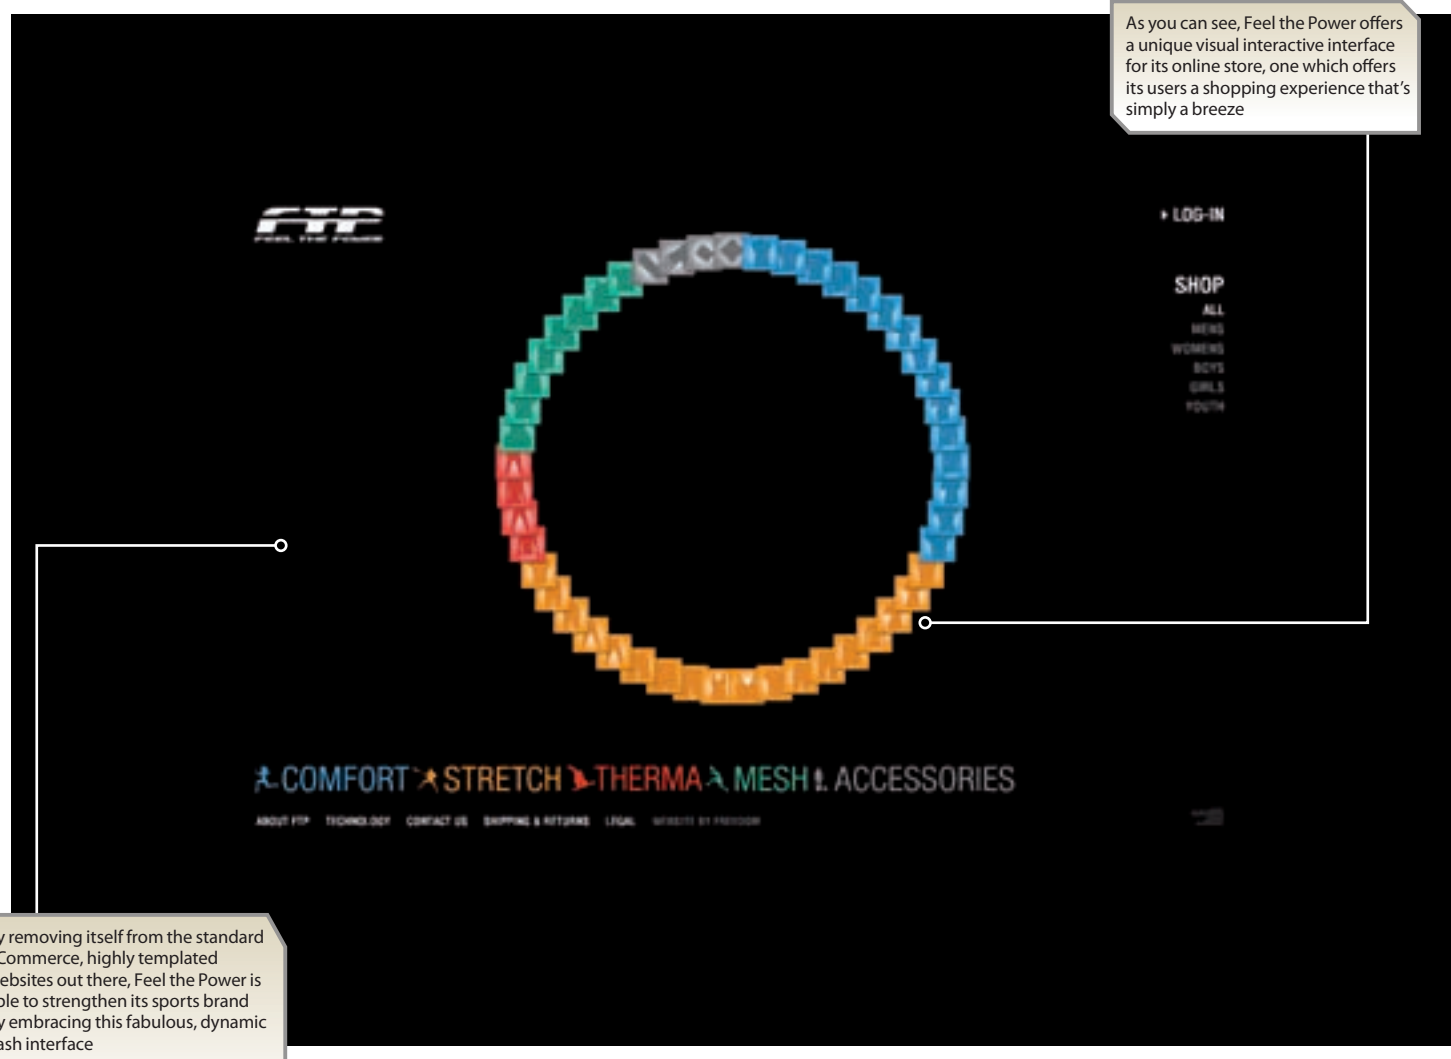 As you can see, Feel the Power offers
a unique visual interactive interface
for its online store, one which offers
its users a shopping experience that's
simply a breeze
FTP
FEEL THE POWER
LOG-IN
SHOP
ALL
MENS
WOMENS
BOYS
GIRLS
YOUTH
COMFORT STRETCH THERMA MESH ACCESSORIES
ABOUT FTP TECHNOLOGY CONTACT US SHIPPING & RETURNS LEGAL WEBSITE BY FREEDOM
y removing itself from the standard
Commerce, highly templated
ebsites out there, Feel the Power is
ble to strengthen its sports brand
y embracing this fabulous, dynamic
ash interface